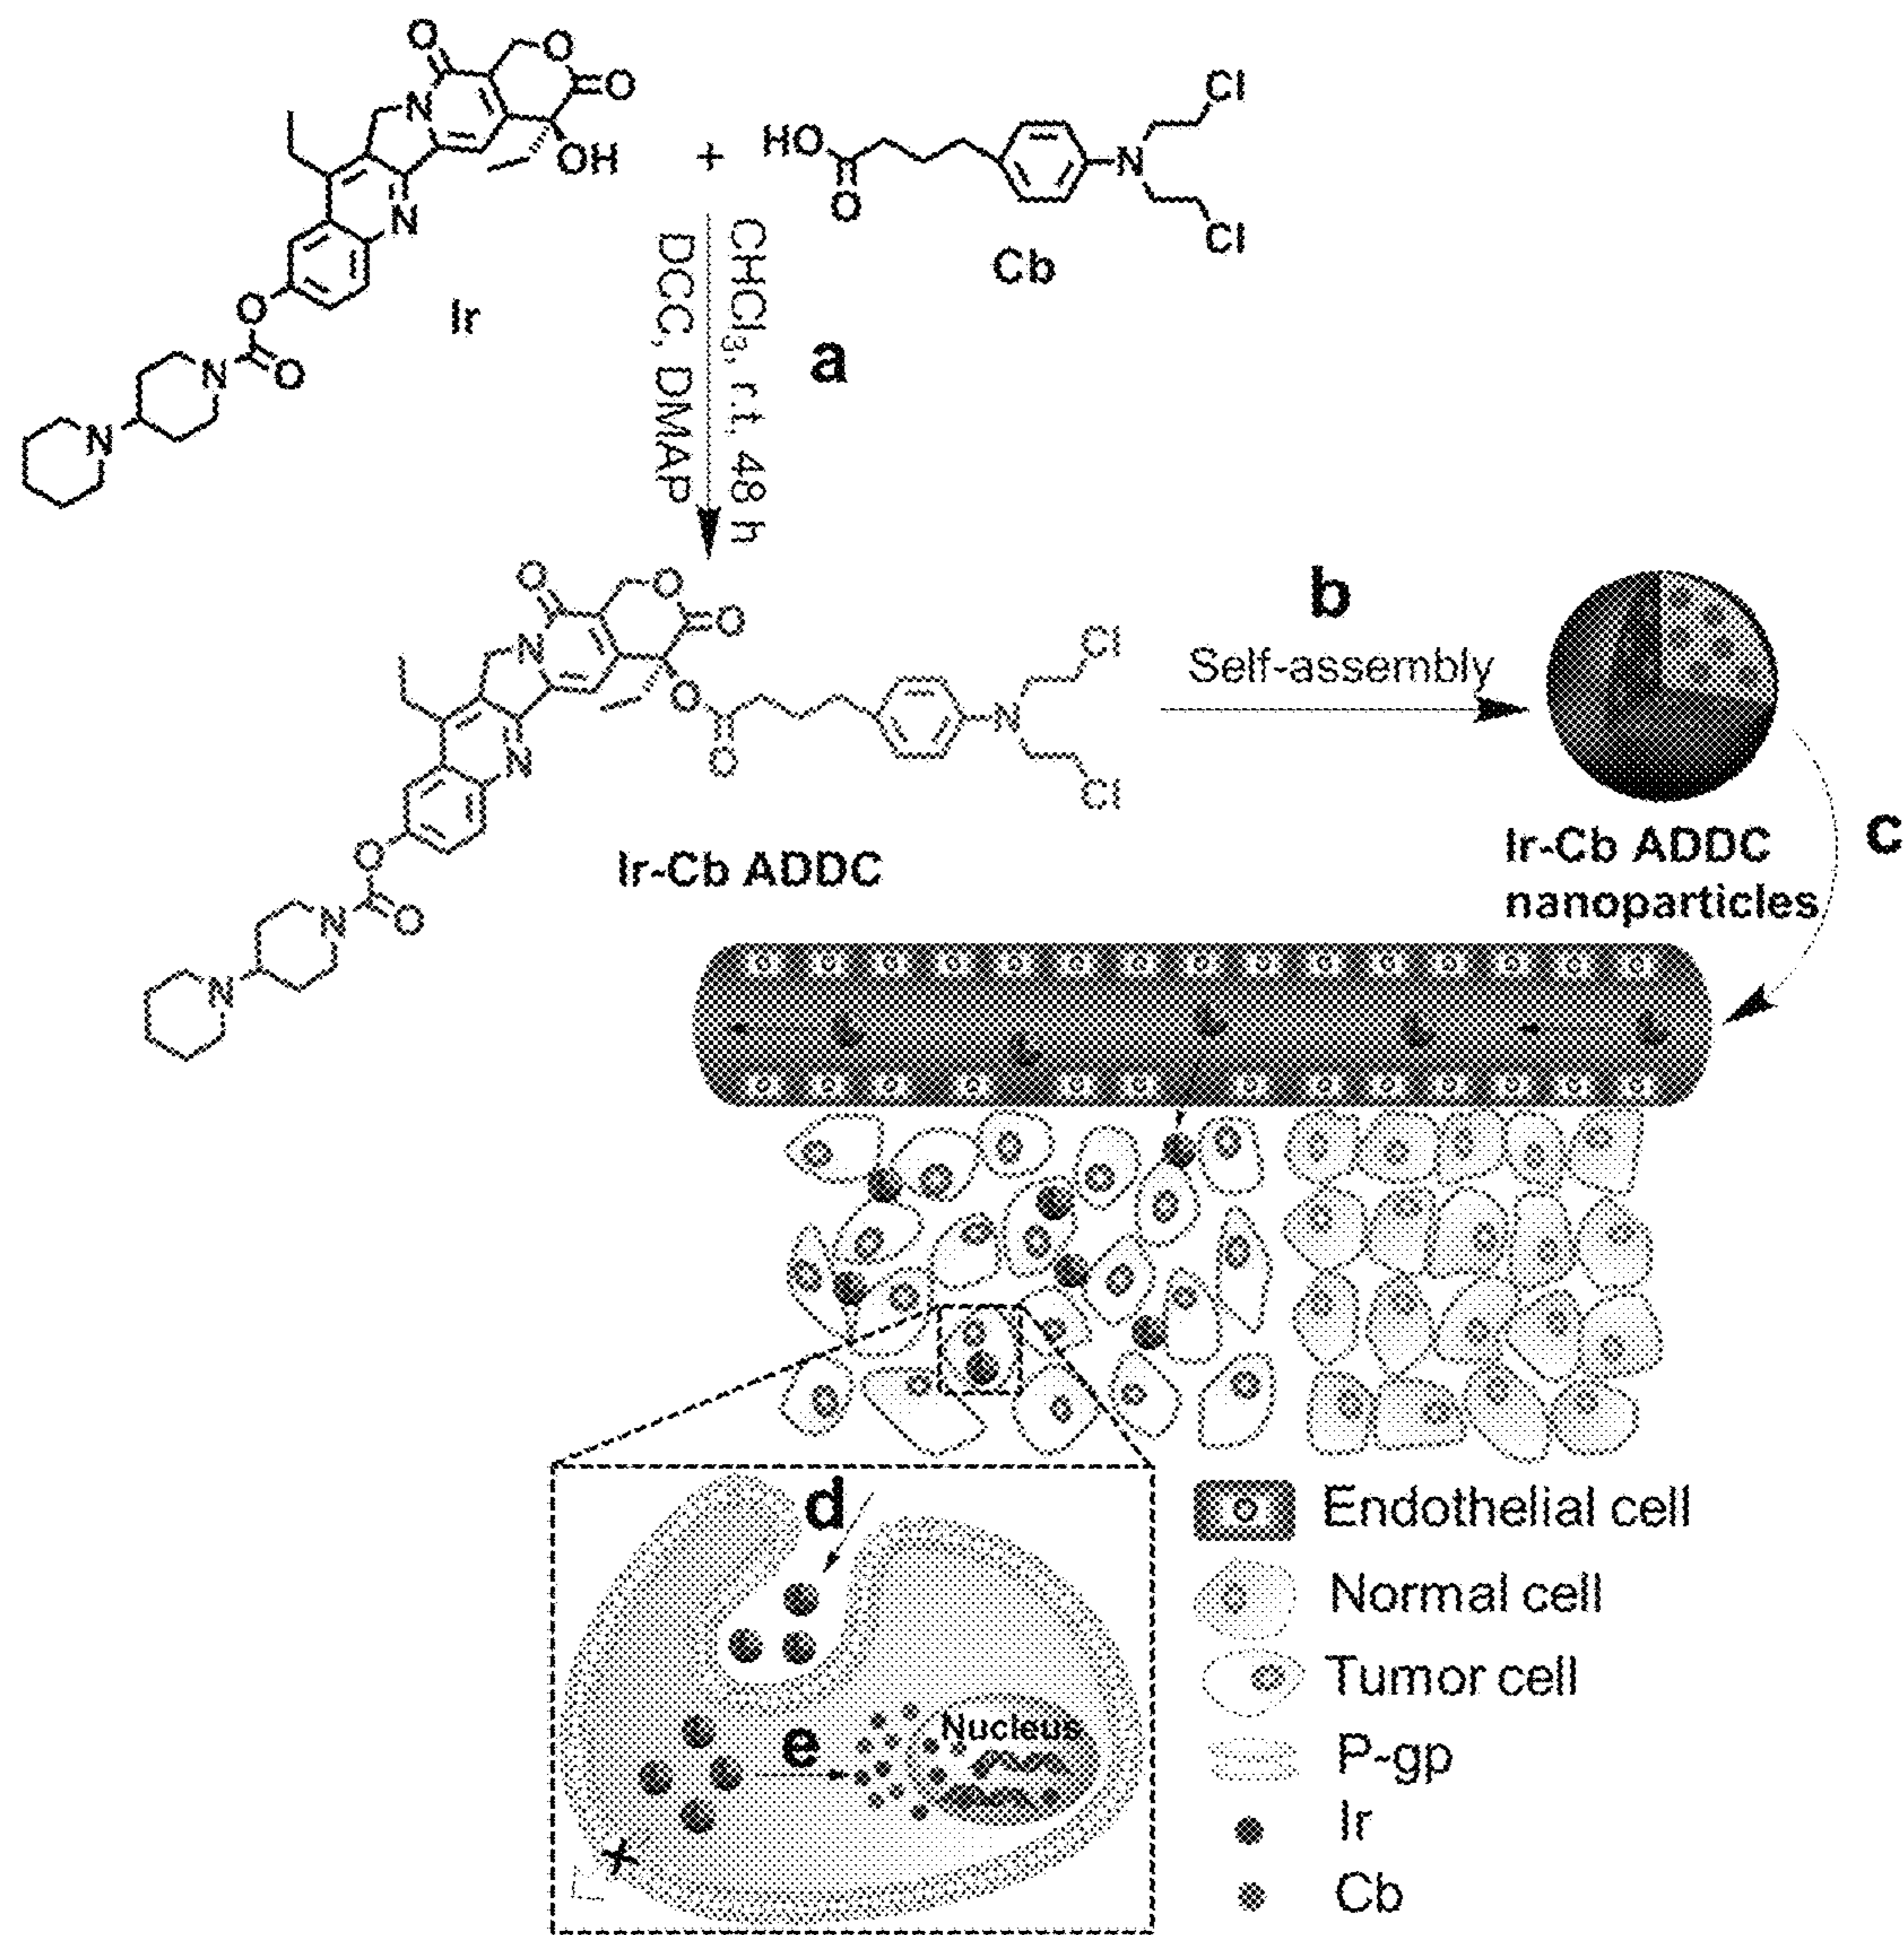 O
O
N
O
OH
N
O
Ir
N
O
N
+
HO
O
N
Cl
Cl
Cb
CHCl3, r.t. 48 h
DCC, DMAP
a
O
O
N
O
O
O
N
N
Cl
Cl
O
N
O
N
Ir-Cb ADDC
b
Self-assembly
Ir-Cb ADDC
nanoparticles
c
d
e
Nucleus
Endothelial cell
Normal cell
Tumor cell
P-gp
Ir
Cb